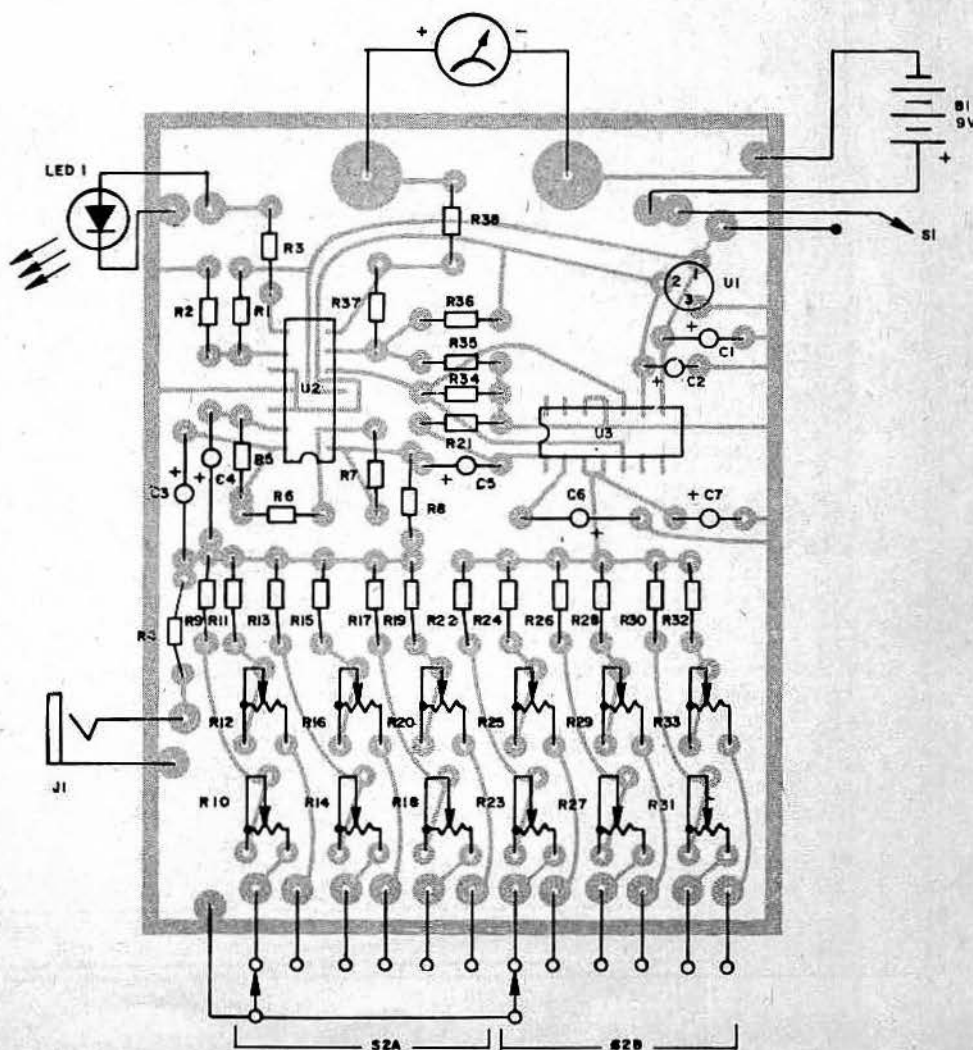 + -
B1
9V
+
LED 1
R3
R38
S1
R2
R1
R37
R36
2 1
3
U1
+
C1
R35
R34
+
C2
U2
R21
U3
+
C3
+
C4
R5
R6
R7
R8
+
C5
C6
+
+
C7
R9
R11
R13
R15
R17
R19
R22
R24
R26
R28
R30
R32
R12
R16
R20
R25
R29
R33
J1
R10
R14
R18
R23
R27
R31
S2A
S2B